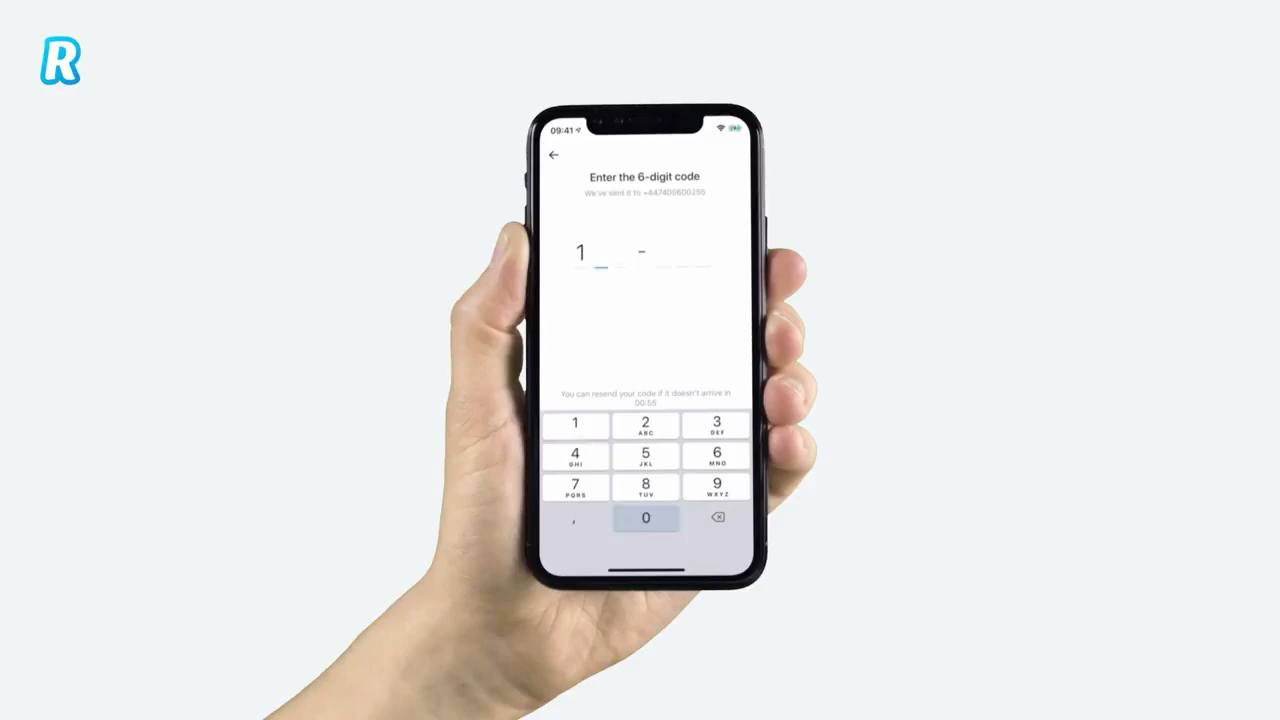 R
09:41
Enter the 6-digit code
We've sent it to +447405600255
1 -
You can resend your code if it doesn't arrive in
00:55
1 2 ABC 3 DEF
4 GHI 5 JKL 6 MNO
7 PQRS 8 TUV 9 WXYZ
, 0